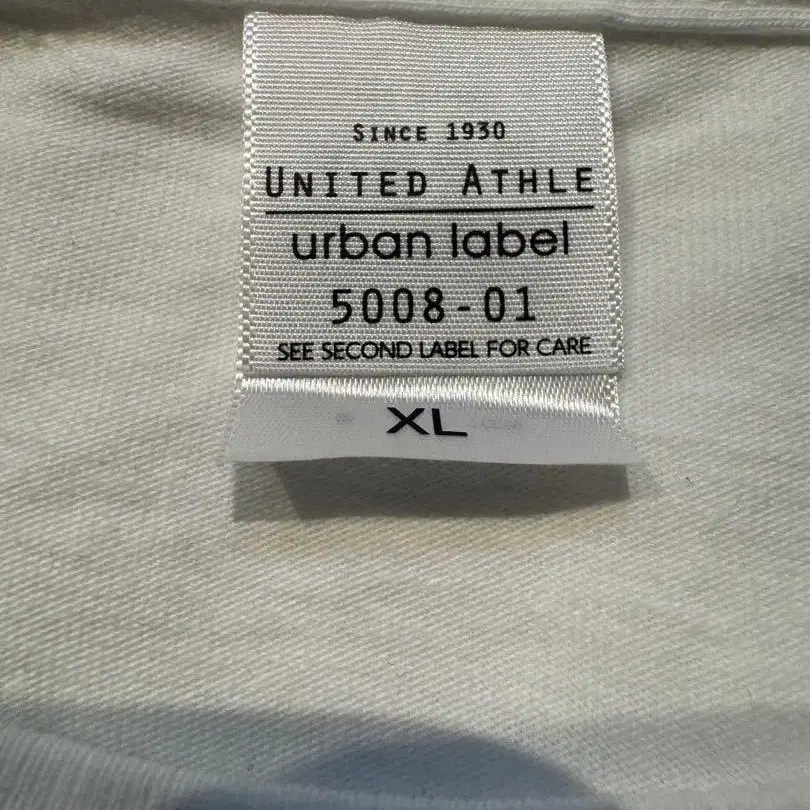 SINCE 1930
UNITED ATHLE
urban label
5008-01
SEE SECOND LABEL FOR CARE
XL